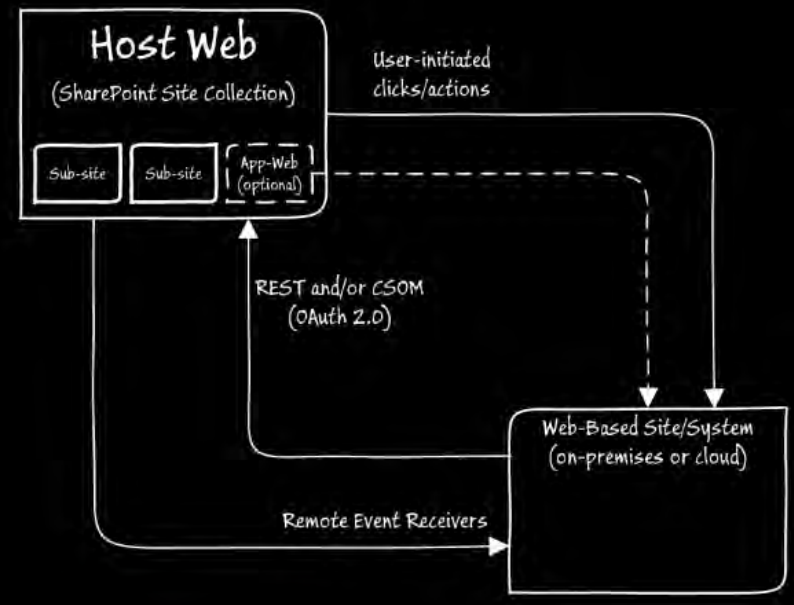 Host Web
(SharePoint Site Collection)
User-initiated
clicks/actions
Sub-site
Sub-site
App-Web
(optional)
REST and/or CSOM
(OAuth 2.0)
Web-Based Site/System
(on-premises or cloud)
Remote Event Receivers